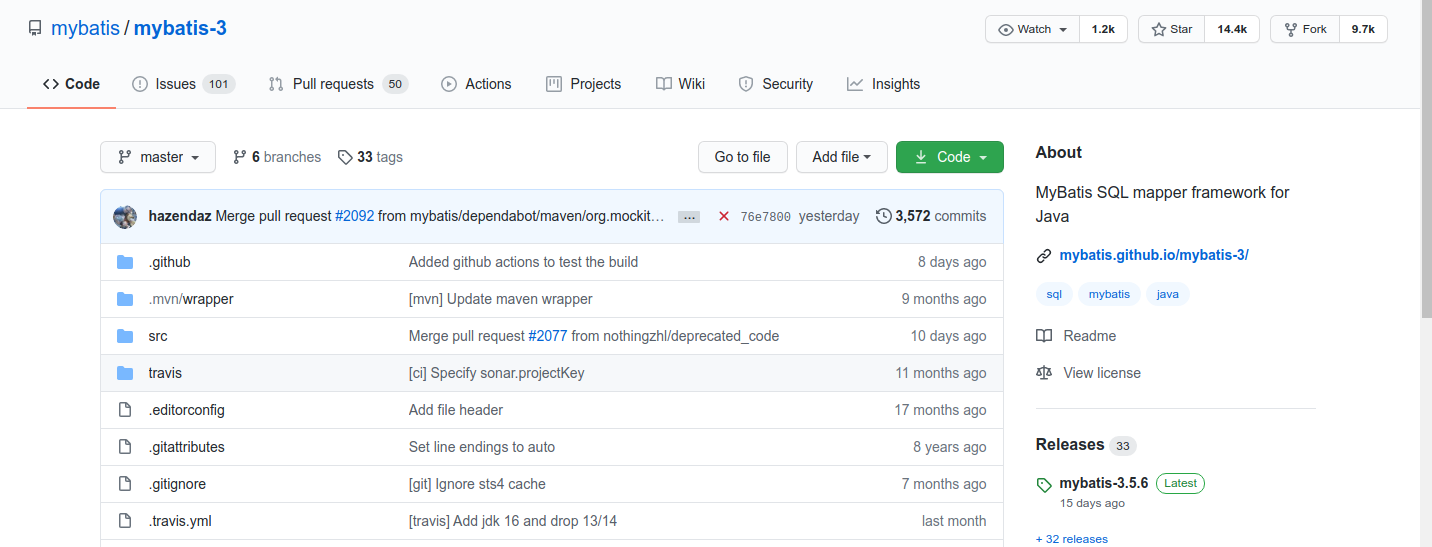 mybatis / mybatis-3
Watch 1.2k Star 14.4k Fork 9.7k
Code Issues 101 Pull requests 50 Actions Projects Wiki Security Insights
master 6 branches 33 tags Go to file Add file Code
hazendaz Merge pull request #2092 from mybatis/dependabot/maven/org.mockit… ... 76e7800 yesterday 3,572 commits
.github Added github actions to test the build 8 days ago
.mvn/wrapper [mvn] Update maven wrapper 9 months ago
src Merge pull request #2077 from nothingzhl/deprecated_code 10 days ago
travis [ci] Specify sonar.projectKey 11 months ago
.editorconfig Add file header 17 months ago
.gitattributes Set line endings to auto 8 years ago
.gitignore [git] Ignore sts4 cache 7 months ago
.travis.yml [travis] Add jdk 16 and drop 13/14 last month
About
MyBatis SQL mapper framework for
Java
mybatis.github.io/mybatis-3/
sql mybatis java
Readme
View license
Releases 33
mybatis-3.5.6 Latest
15 days ago
+ 32 releases